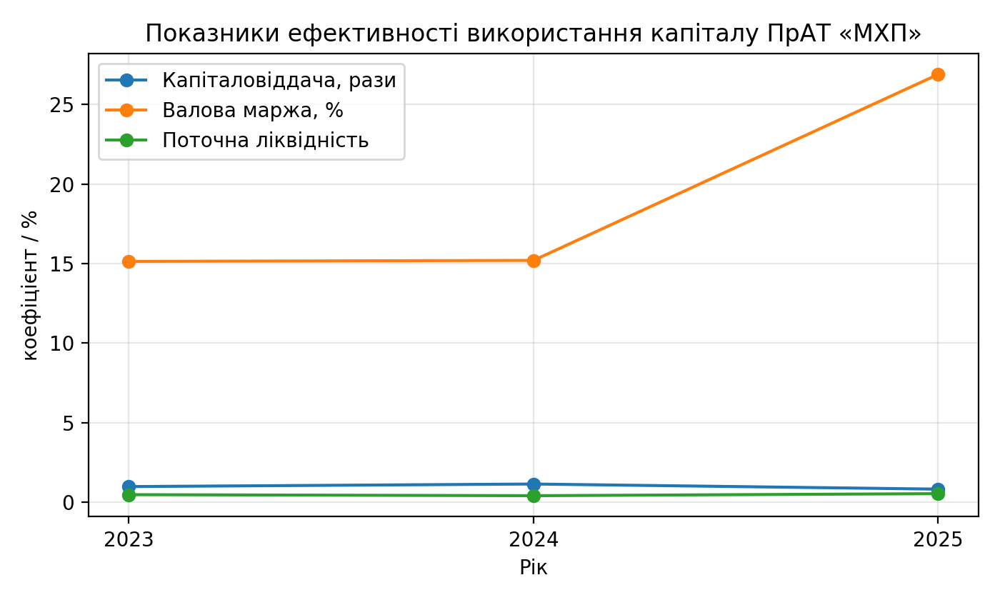 Показники ефективності використання капіталу ПрАТ «МХП»
Капіталовіддача, рази
Валова маржа, %
Поточна ліквідність
коефіцієнт / %
25
20
15
10
5
0
2023
2024
2025
Рік